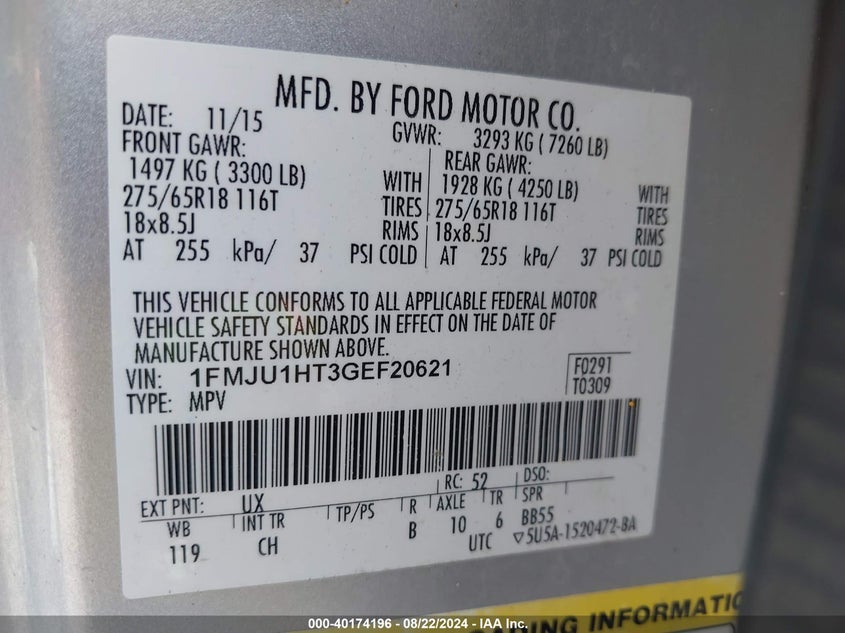 MFD. BY FORD MOTOR CO.
DATE: 11/15
GVWR: 3293 KG ( 7260 LB)
FRONT GAWR:
1497 KG ( 3300 LB) WITH
275/65R18 116T TIRES
18x8.5J RIMS
AT 255 kPa/ 37 PSI COLD
REAR GAWR:
1928 KG ( 4250 LB) WITH
275/65R18 116T TIRES
18x8.5J RIMS
AT 255 kPa/ 37 PSI COLD
THIS VEHICLE CONFORMS TO ALL APPLICABLE FEDERAL MOTOR
VEHICLE SAFETY STANDARDS IN EFFECT ON THE DATE OF
MANUFACTURE SHOWN ABOVE.
VIN: 1FMJU1HT3GEF20621
TYPE: MPV
F0291
T0309
EXT PNT: UX RC: 52 DSO:
WB INT TR TP/PS R AXLE TR SPR
119 CH B 10 6 BB55
UTC ▽5U5A-1520472-BA
LOADING INFORMATIO
000-40174196 - 08/22/2024 - IAA Inc.